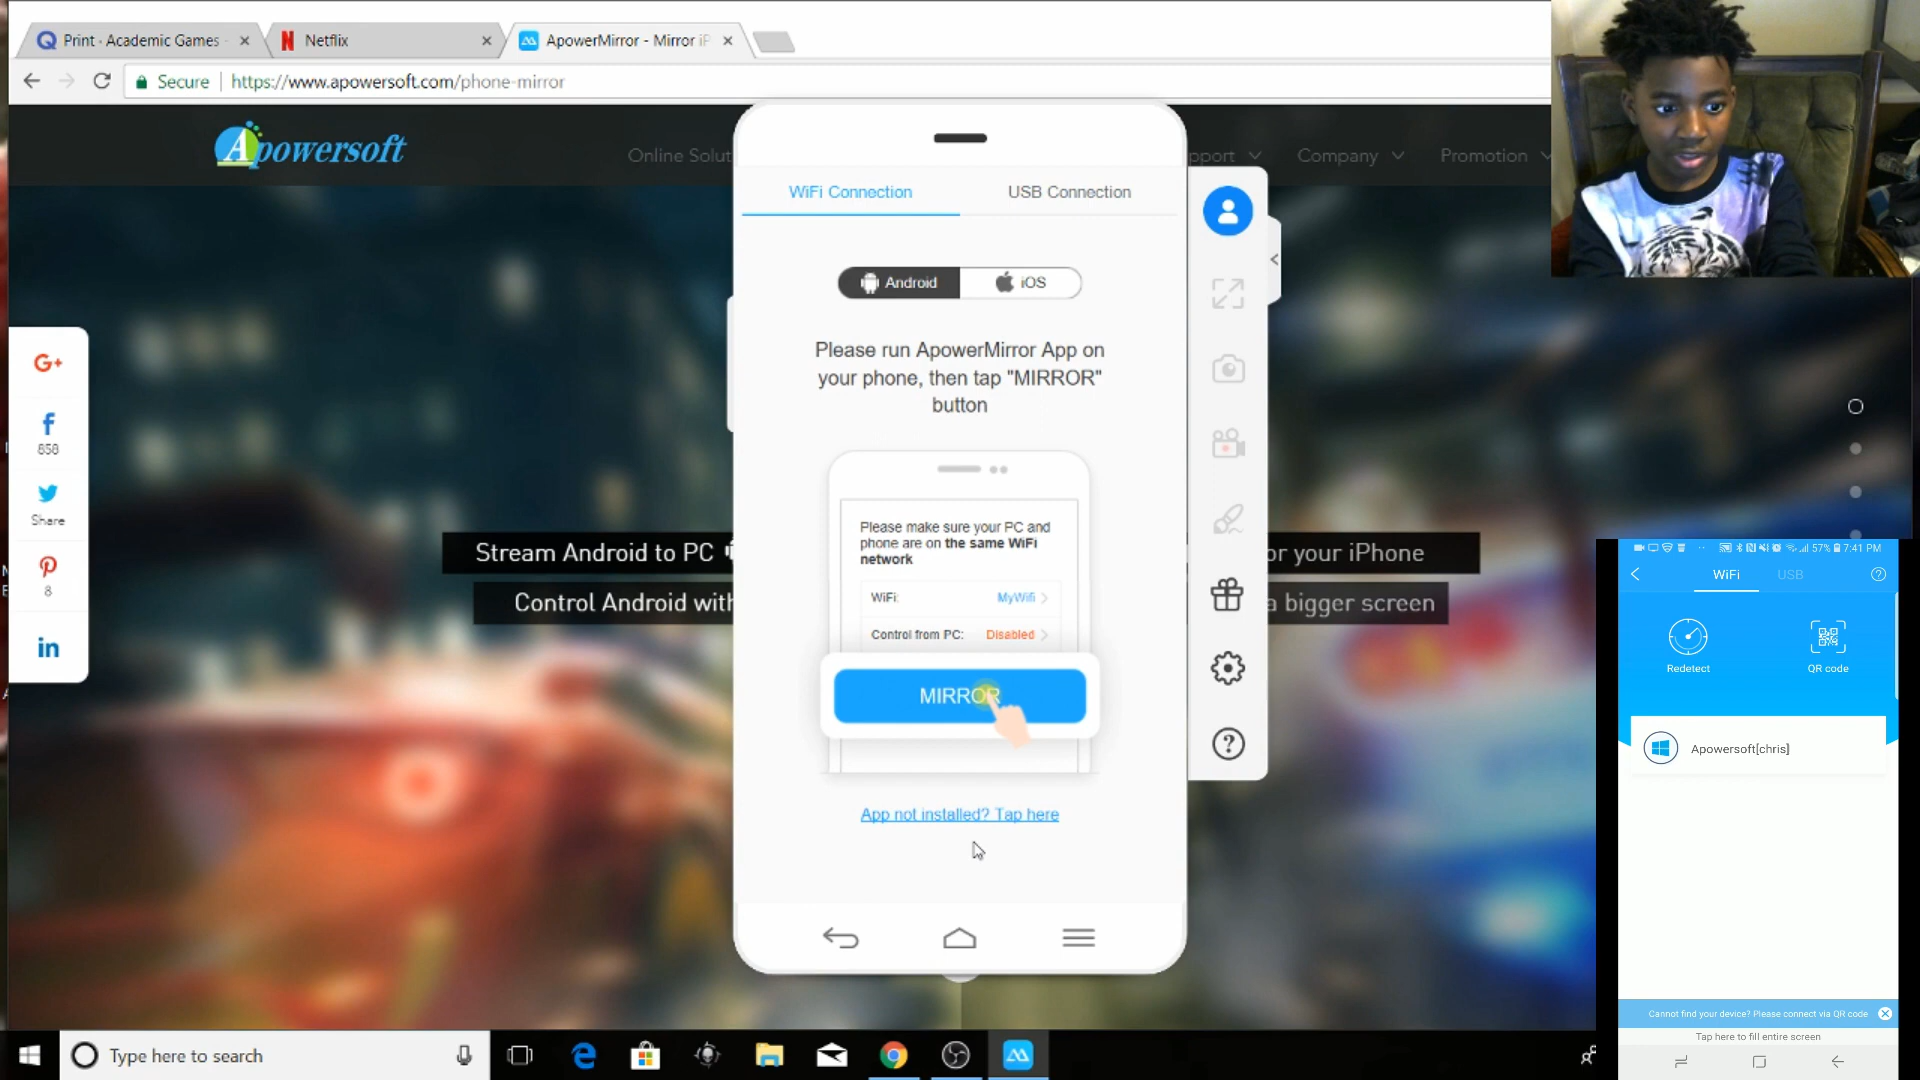 Print - Academic Games
Netflix
ApowerMirror - Mirror iP
Secure
https://www.apowersoft.com/phone-mirror
Apowersoft
Online Solut
pport
Company
Promotion
WiFi Connection
USB Connection
Android
iOS
Please run ApowerMirror App on
your phone, then tap "MIRROR"
button
Please make sure your PC and
phone are on the same WiFi
network
WiFi:
MyWifi
Control from PC:
Disabled
MIRROR
App not installed? Tap here
G+
858
Share
8
in
Stream Android to PC
or your iPhone
Control Android with
a bigger screen
57%
7:41 PM
WiFi
USB
Redetect
QR code
Apowersoft[chris]
Cannot find your device? Please connect via QR code
Tap here to fill entire screen
Type here to search